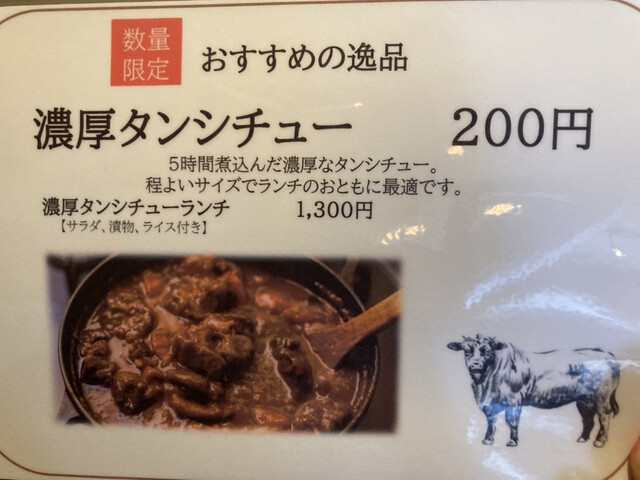 数量
限定
おすすめの逸品
濃厚タンシチュー 200円
5時間煮込んだ濃厚なタンシチュー。
程よいサイズでランチのおともに最適です。
濃厚タンシチューランチ 1,300円
【サラダ、漬物、ライス付き】